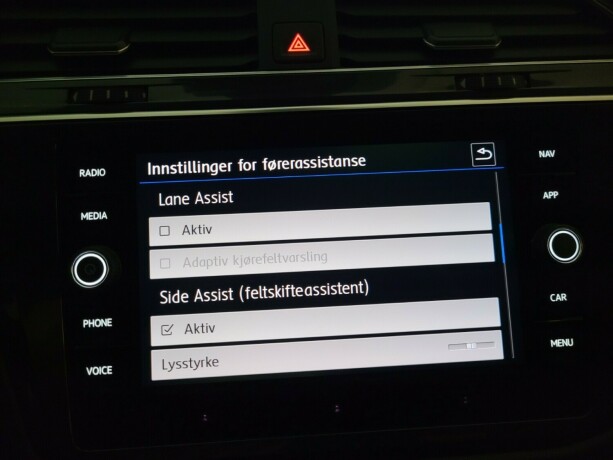 RADIO
MEDIA
PHONE
VOICE
Innstillinger for førerassistanse
Lane Assist
Aktiv
Adaptiv kjørefeltvarsling
Side Assist (feltskifteassistent)
Aktiv
Lysstyrke
NAV
APP
CAR
MENU